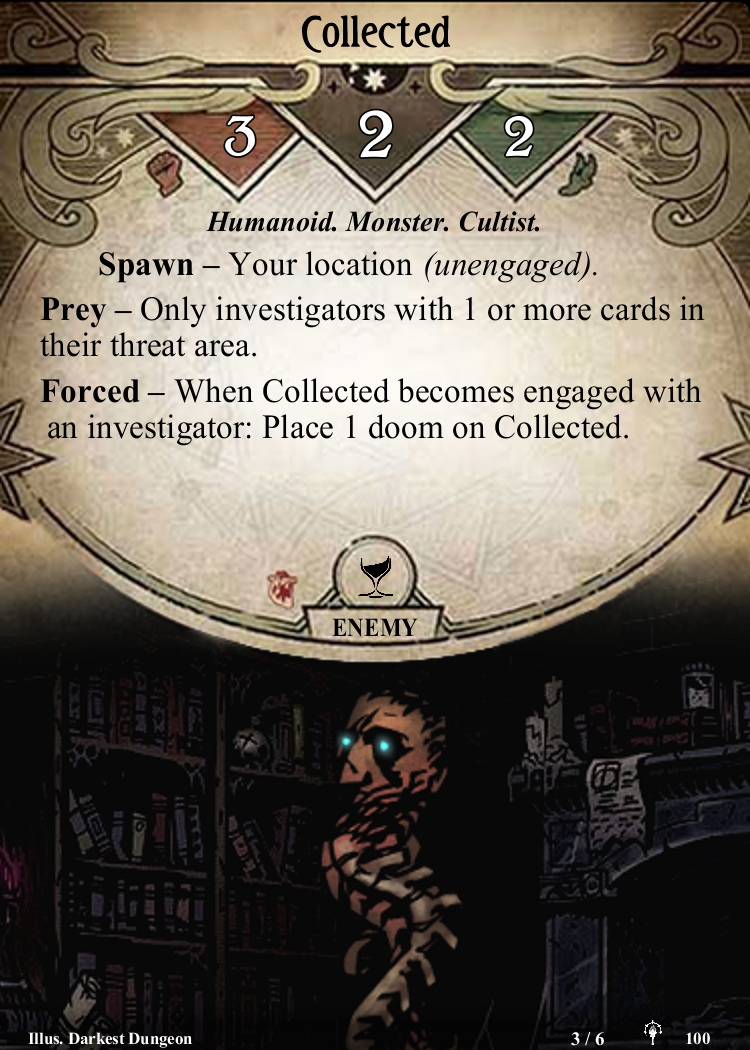 Collected
3 2 2
Humanoid. Monster. Cultist.
Spawn – Your location (unengaged).
Prey – Only investigators with 1 or more cards in
their threat area.
Forced – When Collected becomes engaged with
an investigator: Place 1 doom on Collected.
ENEMY
Illus. Darkest Dungeon 3 / 6 100